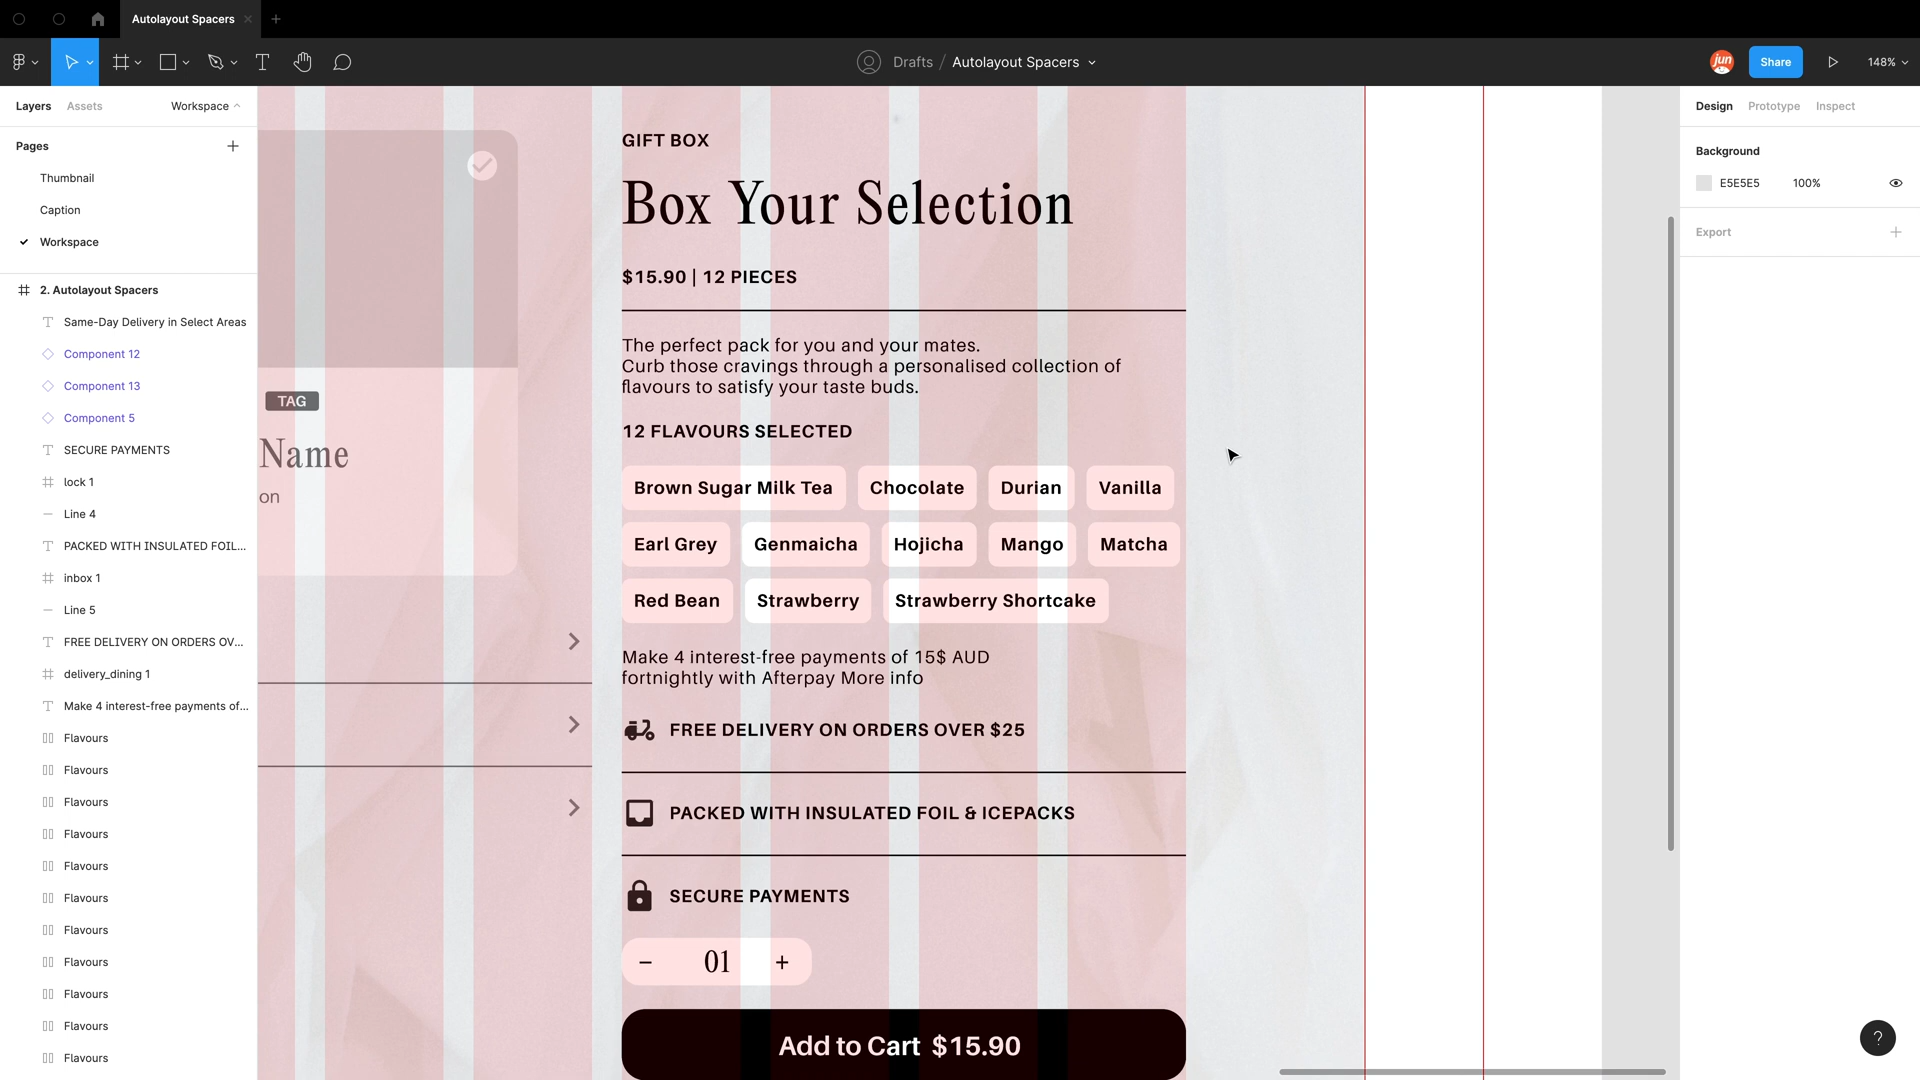 Autolayout Spacers
Drafts / Autolayout Spacers
jun
Share
148%
Layers
Assets
Workspace
Pages
Thumbnail
Caption
Workspace
2. Autolayout Spacers
Same-Day Delivery in Select Areas
Component 12
Component 13
Component 5
SECURE PAYMENTS
lock 1
Line 4
PACKED WITH INSULATED FOIL...
inbox 1
Line 5
FREE DELIVERY ON ORDERS OV...
delivery_dining 1
Make 4 interest-free payments of...
Flavours
Flavours
Flavours
Flavours
Flavours
Flavours
Flavours
Flavours
Flavours
Flavours
Flavours
TAG
Name
on
GIFT BOX
Box Your Selection
$15.90 | 12 PIECES
The perfect pack for you and your mates.
Curb those cravings through a personalised collection of
flavours to satisfy your taste buds.
12 FLAVOURS SELECTED
Brown Sugar Milk Tea Chocolate Durian Vanilla
Earl Grey Genmaicha Hojicha Mango Matcha
Red Bean Strawberry Strawberry Shortcake
Make 4 interest-free payments of 15$ AUD
fortnightly with Afterpay More info
FREE DELIVERY ON ORDERS OVER $25
PACKED WITH INSULATED FOIL & ICEPACKS
SECURE PAYMENTS
− 01 +
Add to Cart $15.90
Design
Prototype
Inspect
Background
E5E5E5 100%
Export
?